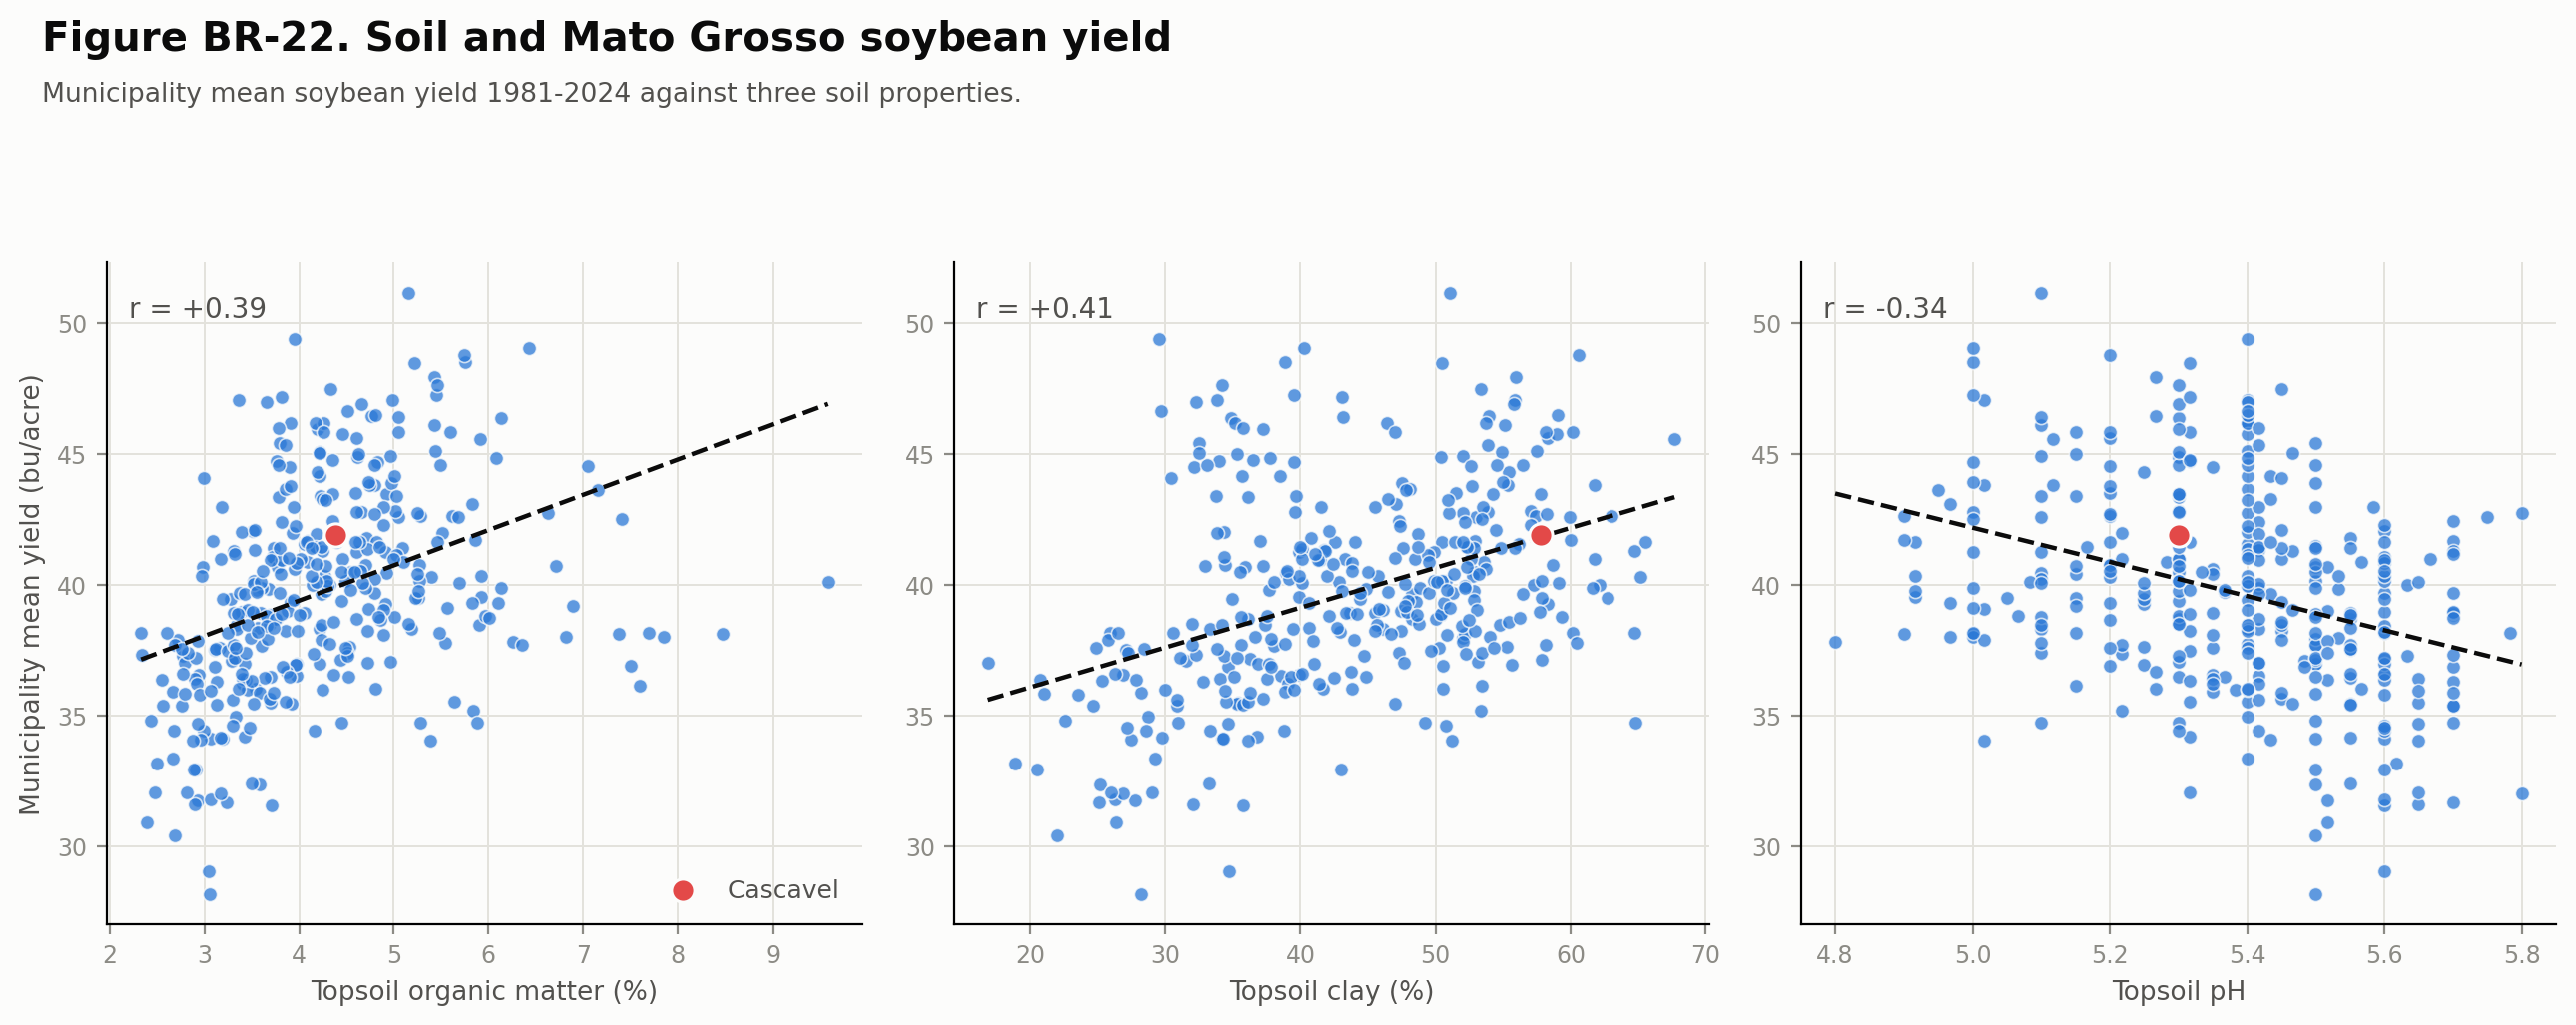 Figure BR-22. Soil and Mato Grosso soybean yield
Municipality mean soybean yield 1981-2024 against three soil properties.
Municipality mean yield (bu/acre)
r = +0.39
50
45
40
35
30
Cascavel
2 3 4 5 6 7 8 9
Topsoil organic matter (%)
r = +0.41
50
45
40
35
30
20 30 40 50 60 70
Topsoil clay (%)
r = -0.34
50
45
40
35
30
4.8 5.0 5.2 5.4 5.6 5.8
Topsoil pH